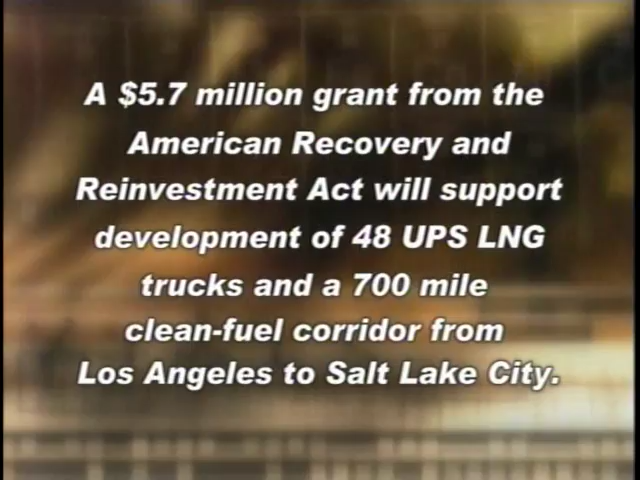 A $5.7 million grant from the
American Recovery and
Reinvestment Act will support
development of 48 UPS LNG
trucks and a 700 mile
clean-fuel corridor from
Los Angeles to Salt Lake City.